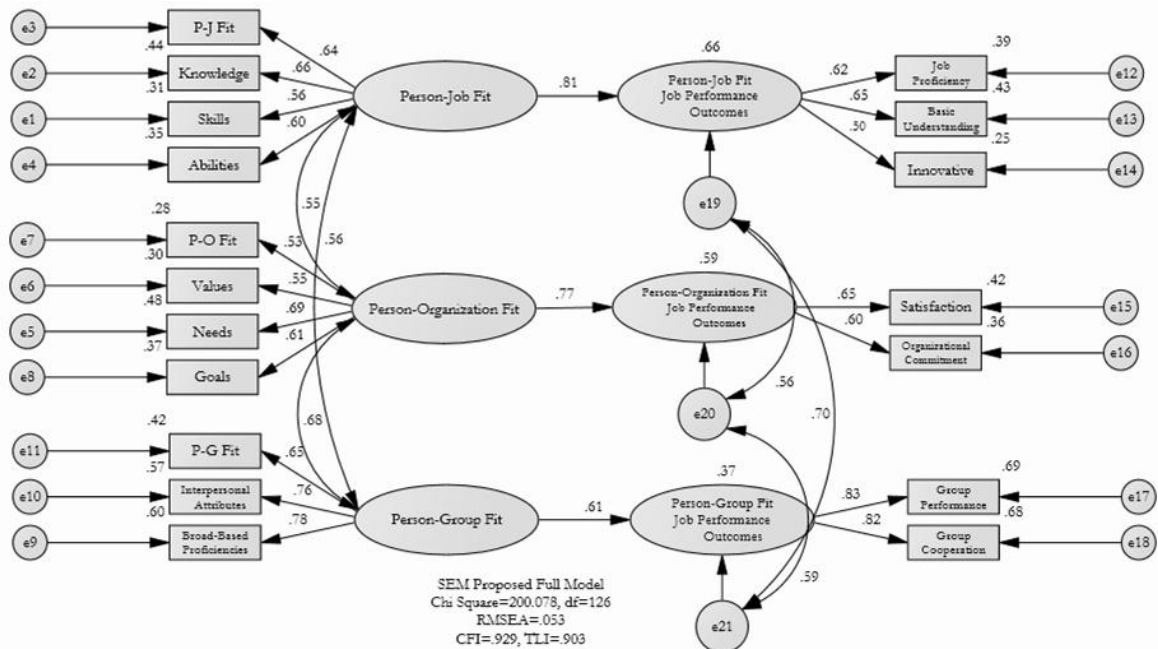 e3
P-J Fit
.44
.64
e2
Knowledge
.31
.66
e1
Skills
.35
.56
e4
Abilities
.60
Person-Job Fit
.81
.66
Person-Job Fit
Job Performance
Outcomes
.62
.65
.50
.39
Job
Proficiency
.43
Basic
Understanding
.25
Innovative
e12
e13
e14
e19
.55
.56
.28
e7
P-O Fit
.30
.53
e6
Values
.48
.55
e5
Needs
.37
.69
e8
Goals
.61
Person-Organization Fit
.77
.59
Person-Organization Fit
Job Performance
Outcomes
.65
.60
.42
Satisfaction
.36
Organizational
Commitment
e15
e16
e20
.56
.70
.68
.42
e11
P-G Fit
.57
.65
e10
Interpersonal
Attributes
.60
.76
e9
Broad-Based
Proficiencies
.78
Person-Group Fit
.61
.37
Person-Group Fit
Job Performance
Outcomes
.83
.82
.69
Group
Performance
.68
Group
Cooperation
e17
e18
.59
e21
SEM Proposed Full Model
Chi Square=200.078, df=126
RMSEA=.053
CFI=.929, TLI=.903